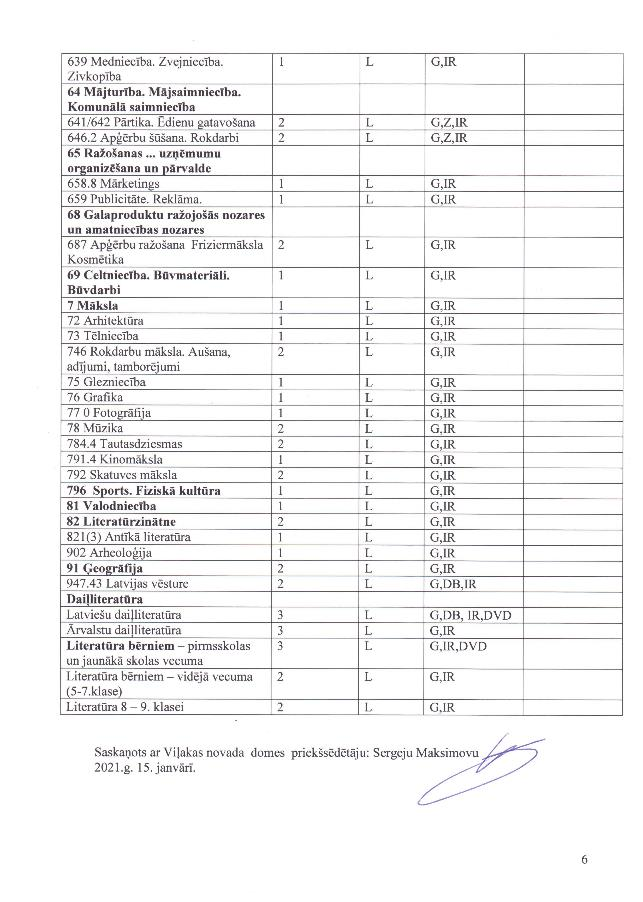 639 Medniecība. Zvejniecība. 1 L G,IR
Zivkopība
64 Mājturība. Mājsaimniecība.
Komunālā saimniecība
641/642 Pārtika. Ēdienu gatavošana 2 L G,Z,IR
646.2 Apģērbu šūšana. Rokdarbi 2 L G,Z,IR
65 Ražošanas ... uzņēmumu
organizēšana un pārvalde
658.8 Mārketings 1 L G,IR
659 Publicitāte. Reklāma. 1 L G,IR
68 Galaproduktu ražojošās nozares
un amatniecības nozares
687 Apģērbu ražošana Friziermāksla 2 L G,IR
Kosmētika
69 Celtniecība. Būvmateriāli. 1 L G,IR
Būvdarbi
7 Māksla 1 L G,IR
72 Arhitektūra 1 L G,IR
73 Tēlniecība 1 L G,IR
746 Rokdarbu māksla. Aušana, 2 L G,IR
adījumi, tamborējumi
75 Glezniecība 1 L G,IR
76 Grafika 1 L G,IR
77 0 Fotogrāfija 1 L G,IR
78 Mūzika 2 L G,IR
784.4 Tautasdziesmas 2 L G,IR
791.4 Kinomāksla 1 L G,IR
792 Skatuves māksla 2 L G,IR
796 Sports. Fiziskā kultūra 1 L G,IR
81 Valodniecība 1 L G,IR
82 Literatūrzinātne 2 L G,IR
821(3) Antīkā literatūra 1 L G,IR
902 Arheoloģija 1 L G,IR
91 Ģeogrāfija 2 L G,IR
947.43 Latvijas vēsture 2 L G,DB,IR
Daiļliteratūra
Latviešu daiļliteratūra 3 L G,DB, IR,DVD
Ārvalstu daiļliteratūra 3 L G,IR
Literatūra bērniem – pirmsskolas 3 L G,IR,DVD
un jaunākā skolas vecuma
Literatūra bērniem – vidējā vecuma 2 L G,IR
(5-7.klase)
Literatūra 8 – 9. klasei 2 L G,IR
Saskaņots ar Viļakas novada domes priekšsēdētāju: Sergeju Maksimovu
2021.g. 15. janvārī.
6